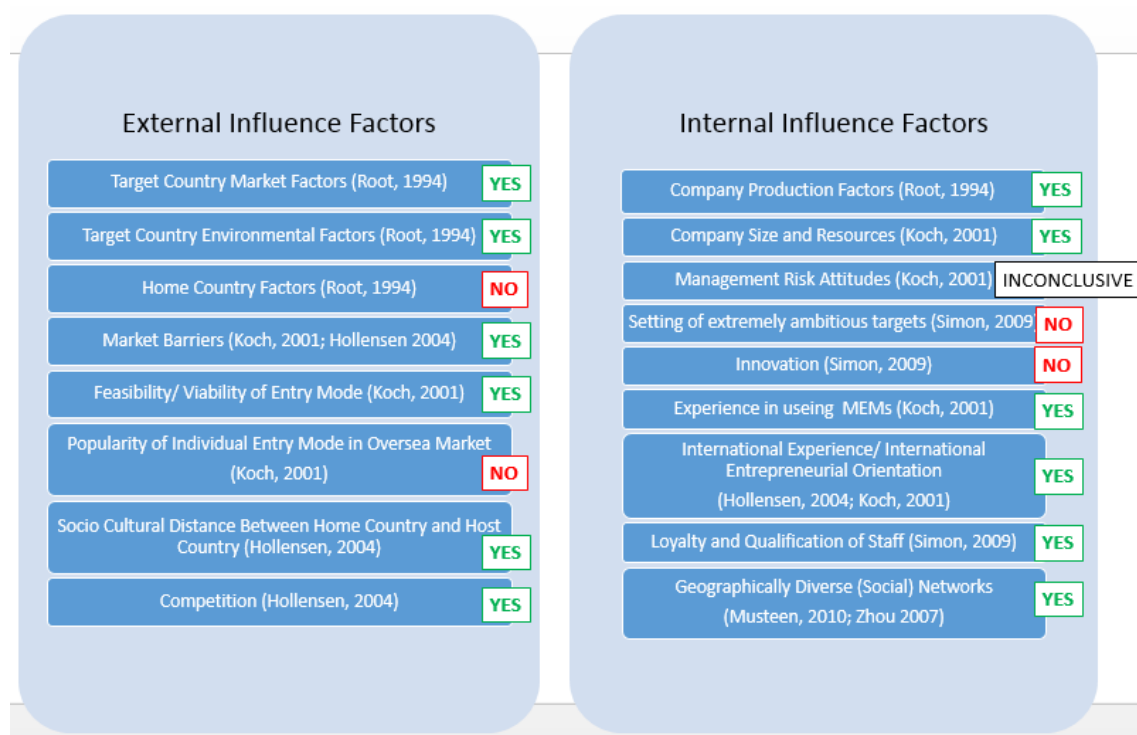 External Influence Factors
Target Country Market Factors (Root, 1994)
YES
Target Country Environmental Factors (Root, 1994)
YES
Home Country Factors (Root, 1994)
NO
Market Barriers (Koch, 2001; Hollensen 2004)
YES
Feasibility/ Viability of Entry Mode (Koch, 2001)
YES
Popularity of Individual Entry Mode in Oversea Market
(Koch, 2001)
NO
Socio Cultural Distance Between Home Country and Host
Country (Hollensen, 2004)
YES
Competition (Hollensen, 2004)
YES
Internal Influence Factors
Company Production Factors (Root, 1994)
YES
Company Size and Resources (Koch, 2001)
YES
Management Risk Attitudes (Koch, 2001)
INCONCLUSIVE
Setting of extremely ambitious targets (Simon, 2009)
NO
Innovation (Simon, 2009)
NO
Experience in useing MEMs (Koch, 2001)
YES
International Experience/ International
Entrepreneurial Orientation
(Hollensen, 2004; Koch, 2001)
YES
Loyalty and Qualification of Staff (Simon, 2009)
YES
Geographically Diverse (Social) Networks
(Musteen, 2010; Zhou 2007)
YES